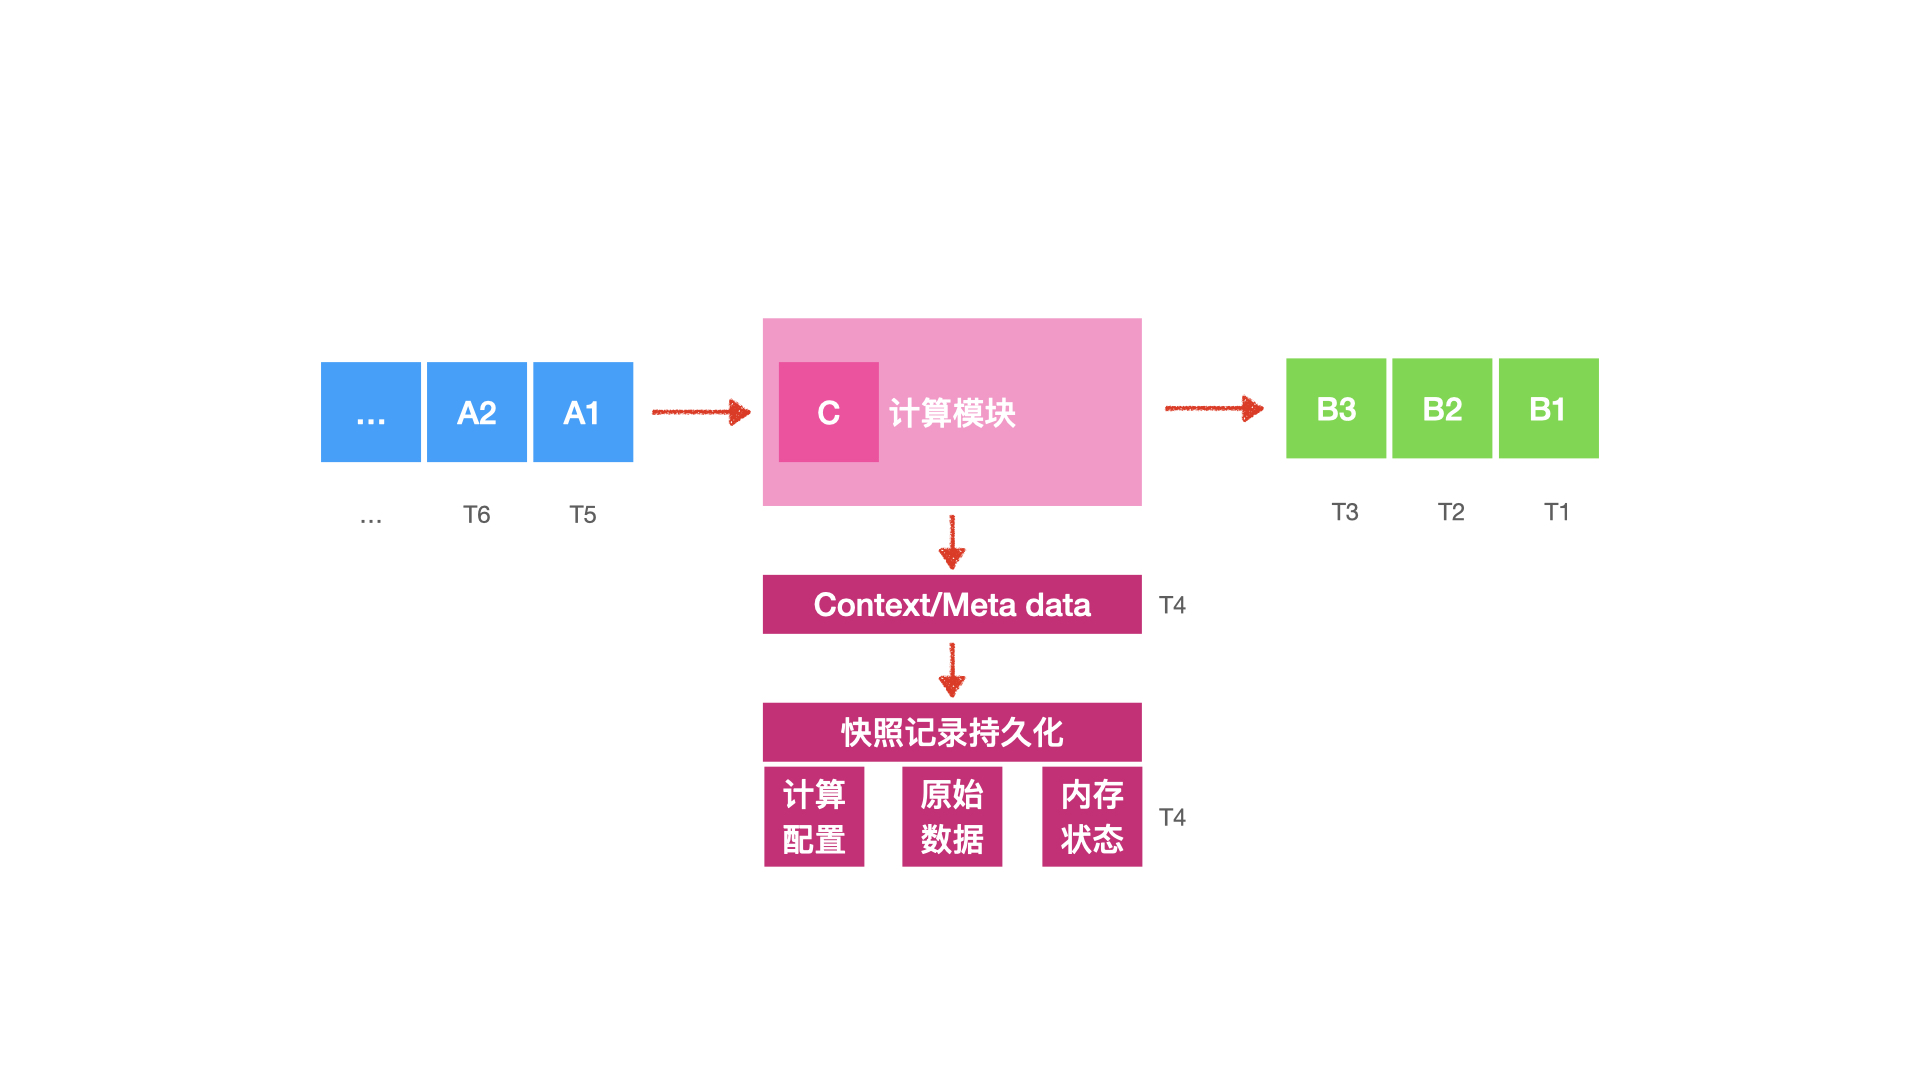 … A2 A1
… T6 T5
C 计算模块
B3 B2 B1
T3 T2 T1
Context/Meta data T4
快照记录持久化
计算
配置
原始
数据
内存
状态
T4